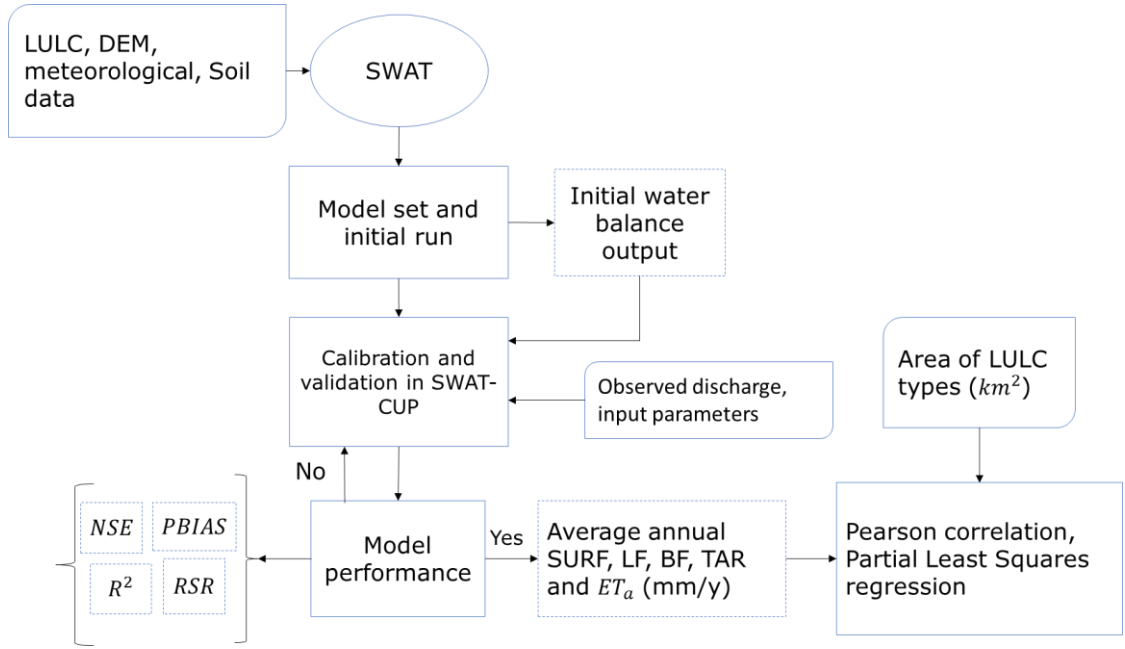 LULC, DEM,
meteorological, Soil
data
SWAT
Model set and
initial run
Initial water
balance
output
Calibration and
validation in SWAT-
CUP
Observed discharge,
input parameters
Area of LULC
types (km²)
No
NSE
PBIAS
R²
RSR
Model
performance
Yes
Average annual
SURF, LF, BF, TAR
and ETₐ (mm/y)
Pearson correlation,
Partial Least Squares
regression